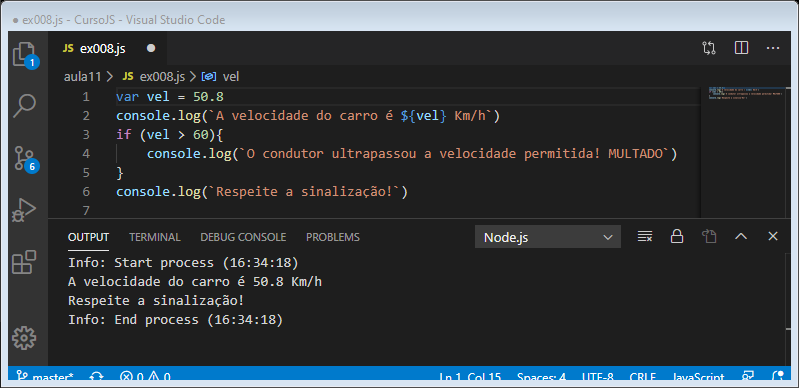 ● ex008.js - CursoJS - Visual Studio Code
JS ex008.js ●
aula11 > JS ex008.js > vel
1 var vel = 50.8
2 console.log(`A velocidade do carro é ${vel} Km/h`)
3 if (vel > 60){
4     console.log(`O condutor ultrapassou a velocidade permitida! MULTADO`)
5 }
6 console.log(`Respeite a sinalização!`)
7
1
6
OUTPUT TERMINAL DEBUG CONSOLE PROBLEMS Node.js
Info: Start process (16:34:18)
A velocidade do carro é 50.8 Km/h
Respeite a sinalização!
Info: End process (16:34:18)
master* 0 0 Ln 1, Col 15 Spaces: 4 UTF-8 CRLF JavaScript